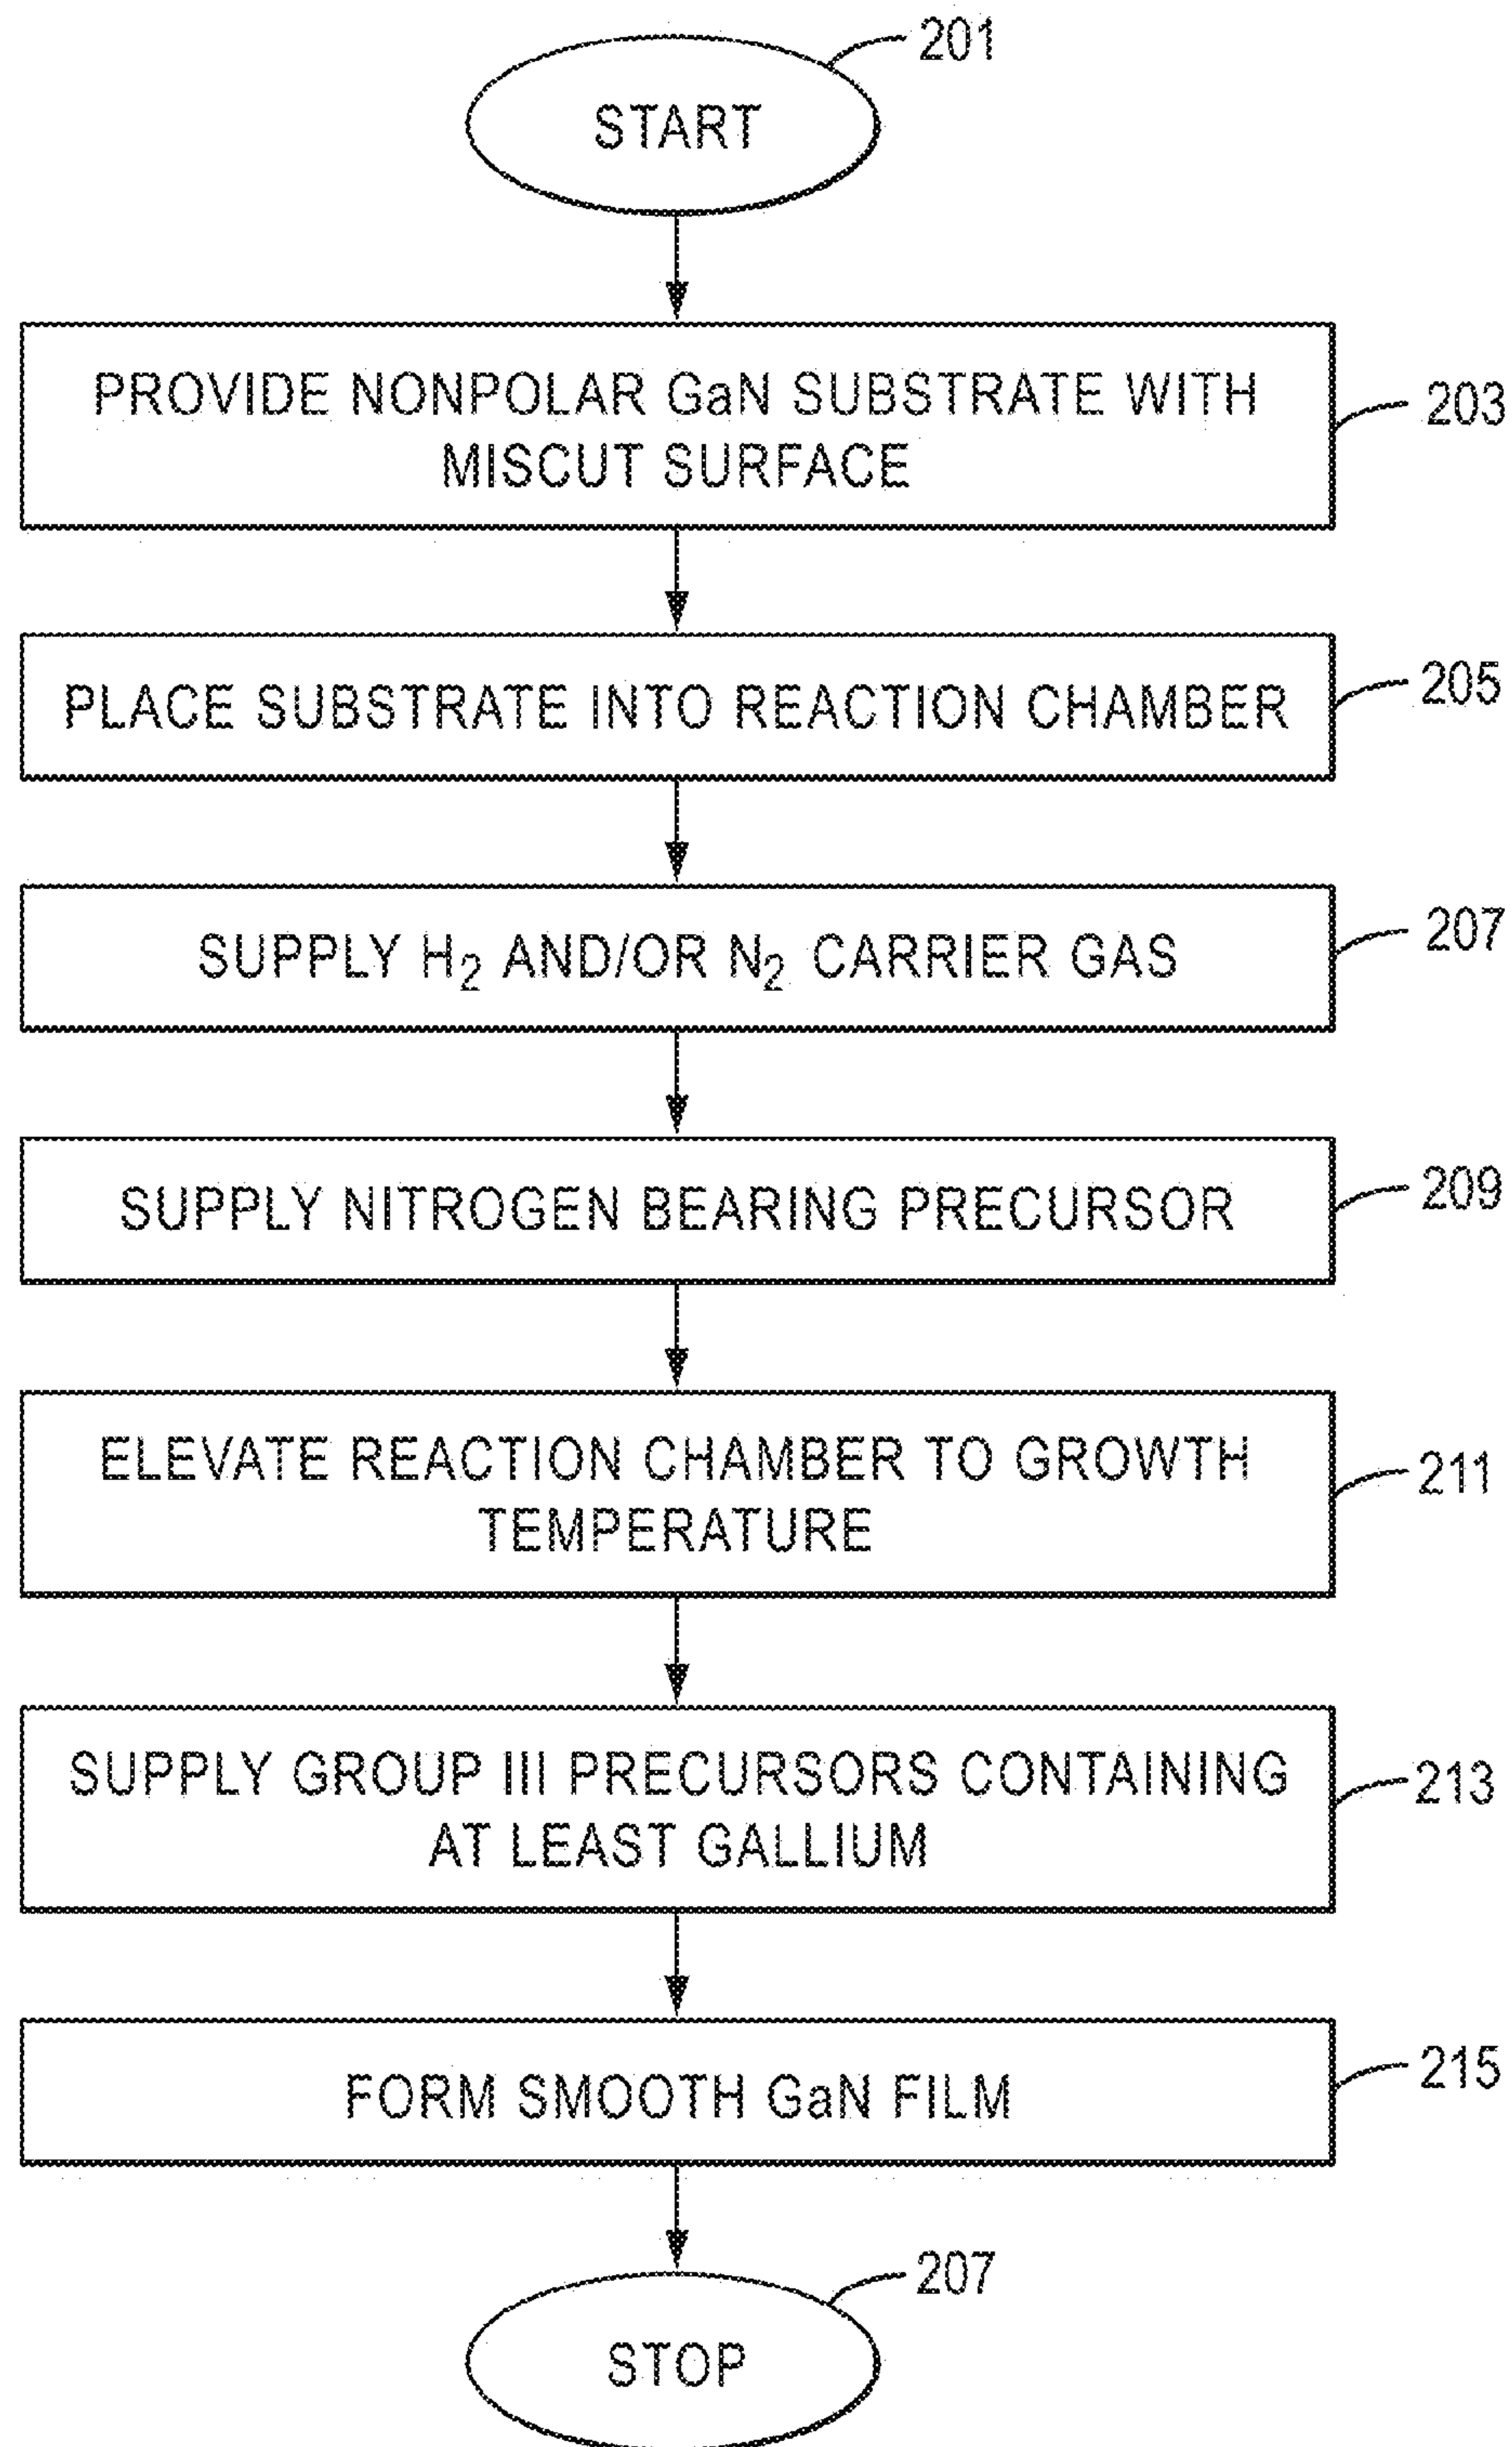 201
START
PROVIDE NONPOLAR GaN SUBSTRATE WITH
MISCUT SURFACE
203
PLACE SUBSTRATE INTO REACTION CHAMBER
205
SUPPLY H₂ AND/OR N₂ CARRIER GAS
207
SUPPLY NITROGEN BEARING PRECURSOR
209
ELEVATE REACTION CHAMBER TO GROWTH
TEMPERATURE
211
SUPPLY GROUP III PRECURSORS CONTAINING
AT LEAST GALLIUM
213
FORM SMOOTH GaN FILM
215
207
STOP